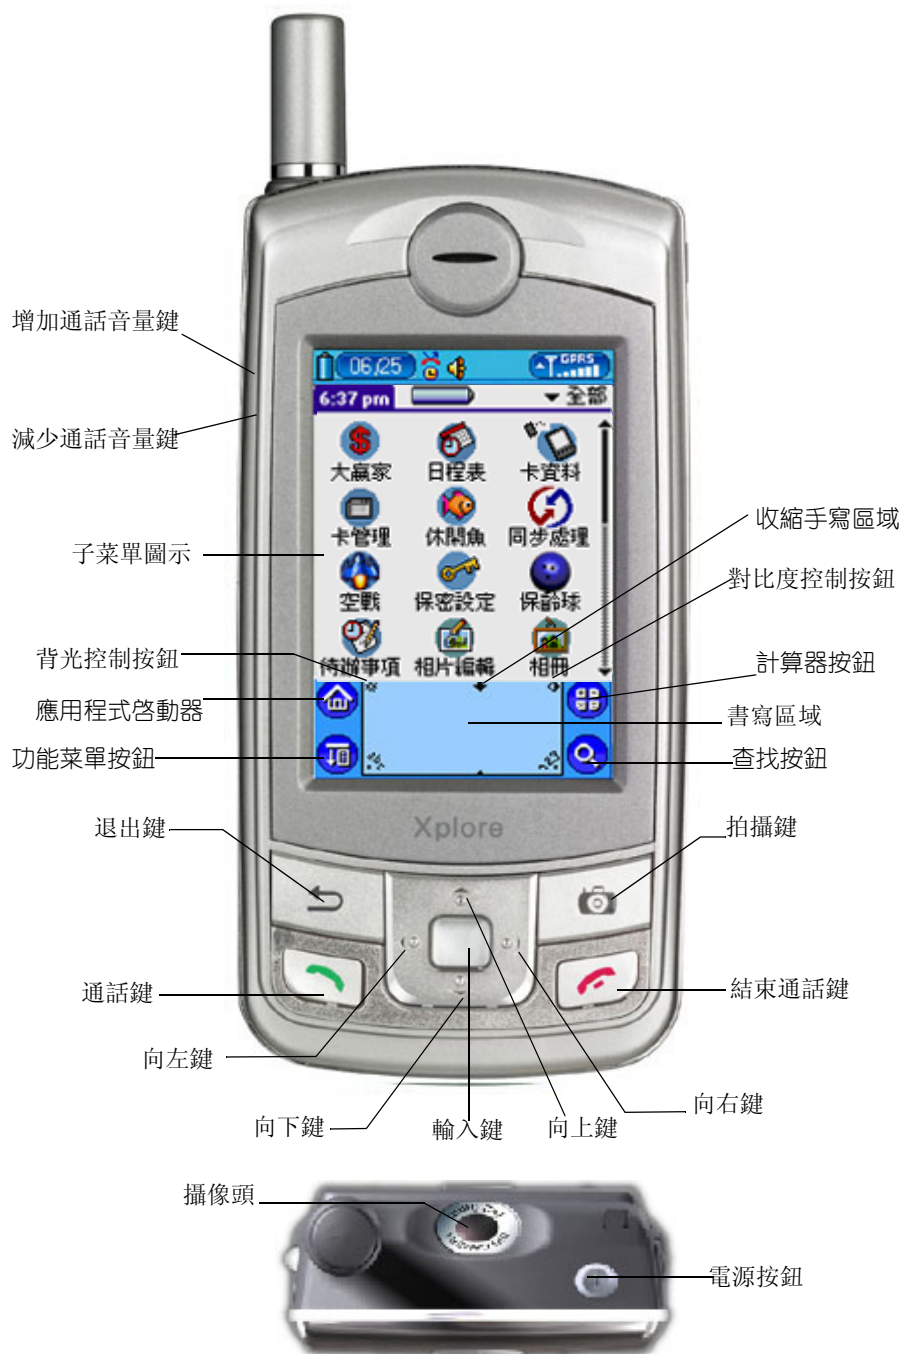 增加通話音量鍵
減少通話音量鍵
06/25
GPRS
6:37 pm
全部
大贏家 日程表 卡資料
卡管理 休閒魚 同步處理
空戰 保密設定 保齡球
待辦事項 相片編輯 相冊
子菜單圖示
收縮手寫區域
對比度控制按鈕
背光控制按鈕
計算器按鈕
應用程式啓動器
書寫區域
功能菜單按鈕
查找按鈕
Xplore
退出鍵
拍攝鍵
通話鍵
結束通話鍵
向左鍵
向右鍵
向下鍵
輸入鍵
向上鍵
攝像頭
電源按鈕